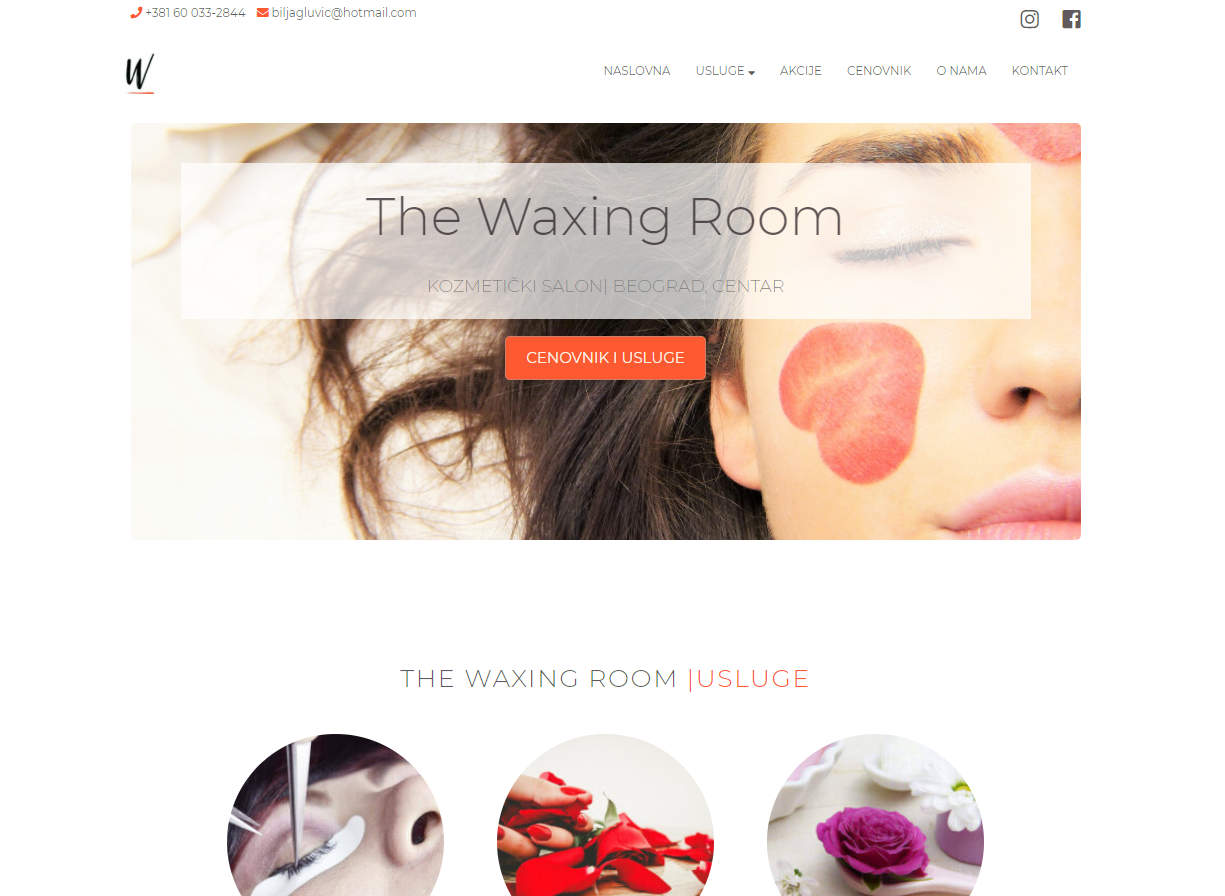 +381 60 033-2844 biljagluvic@hotmail.com
W
NASLOVNA USLUGE AKCIJE CENOVNIK O NAMA KONTAKT
The Waxing Room
KOZMETIČKI SALON| BEOGRAD, CENTAR
CENOVNIK I USLUGE
THE WAXING ROOM |USLUGE